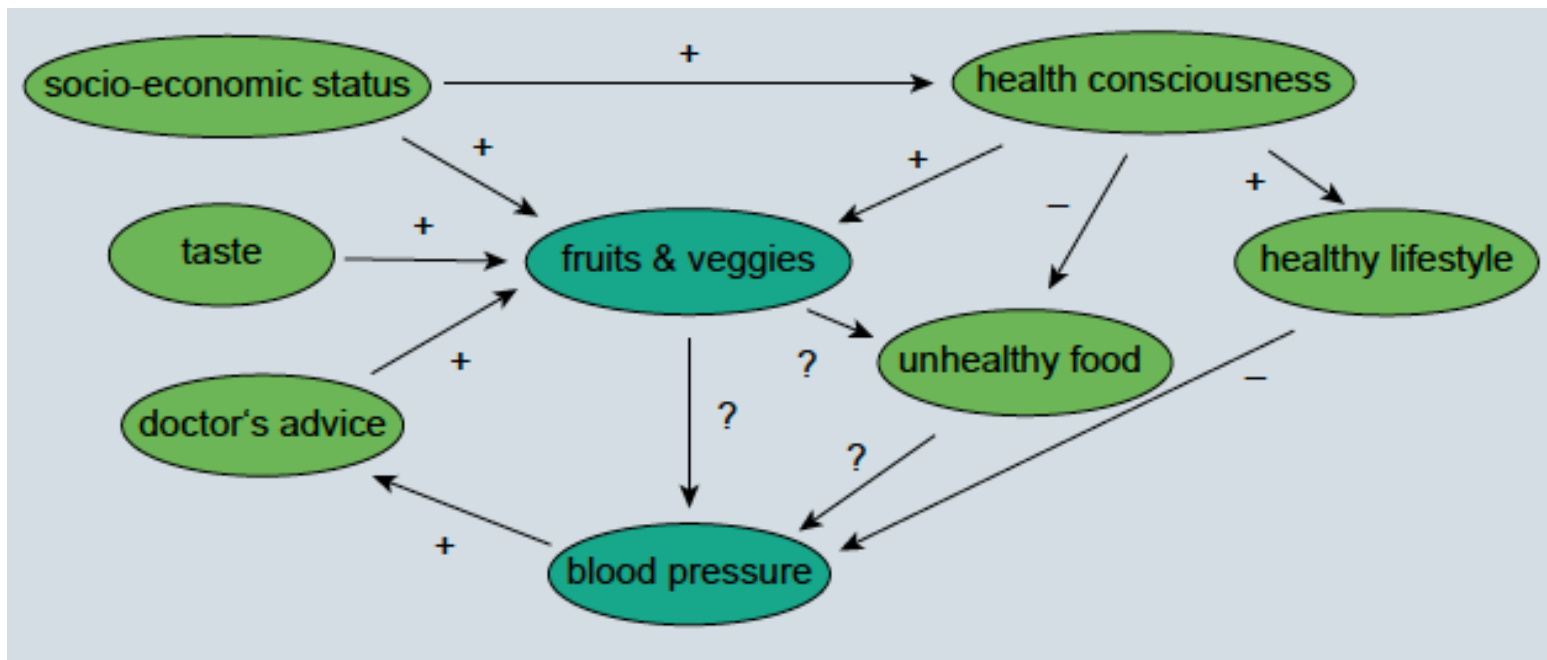 +
socio-economic status
health consciousness
+
+
+
–
taste
+
fruits & veggies
healthy lifestyle
?
unhealthy food
+
–
doctor‘s advice
?
?
+
blood pressure